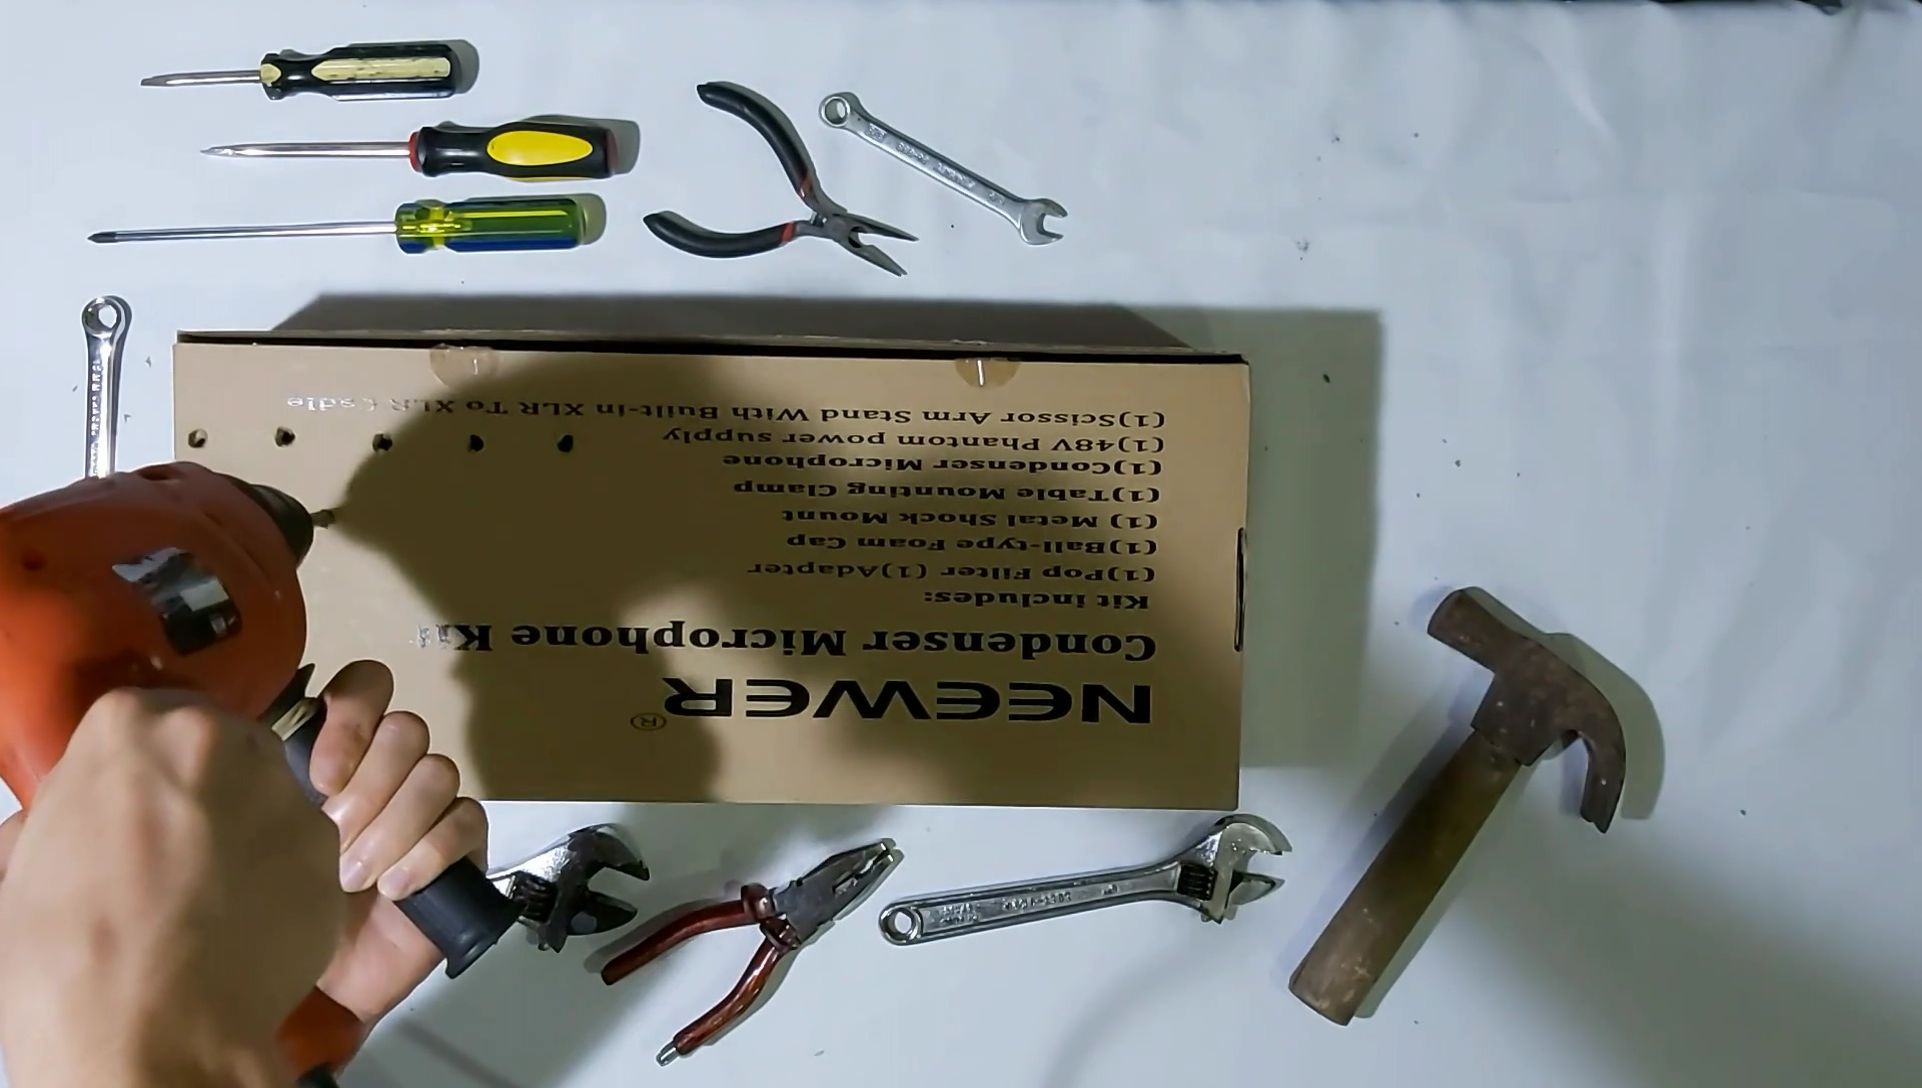 NEEWER®
Condenser Microphone Kit
Kit includes:
(1)Pop Filter (1)Adapter
(1)Ball-type Foam Cap
(1) Metal Shock Mount
(1)Table Mounting Clamp
(1)Condenser Microphone
(1)48V Phantom power supply
(1)Scissor Arm Stand With Built-in XLR To XLR Cable